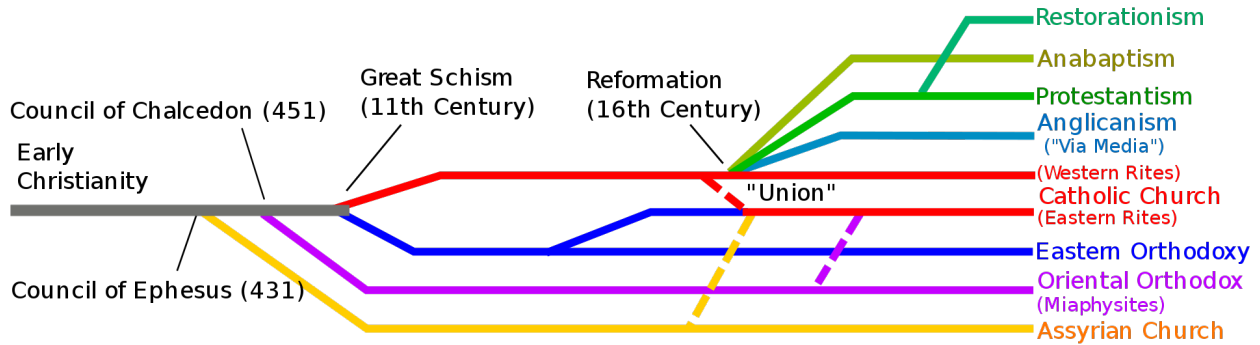 Restorationism
Anabaptism
Great Schism
(11th Century)
Reformation
(16th Century)
Protestantism
Council of Chalcedon (451)
Anglicanism
("Via Media")
Early
Christianity
(Western Rites)
"Union"
Catholic Church
(Eastern Rites)
Eastern Orthodoxy
Oriental Orthodox
(Miaphysites)
Council of Ephesus (431)
Assyrian Church